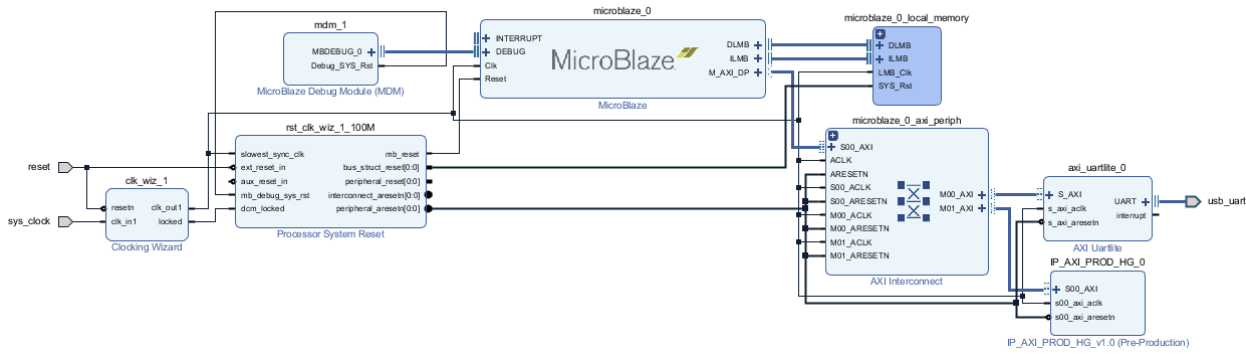 reset
sys_clock
clk_wiz_1
resetn
clk_in1
clk_out1
locked
Clocking Wizard
mdm_1
MBDEBUG_0
Debug_SYS_Rst
MicroBlaze Debug Module (MDM)
rst_clk_wiz_1_100M
slowest_sync_clk
ext_reset_in
aux_reset_in
mb_debug_sys_rst
dcm_locked
mb_reset
bus_struct_reset[0:0]
peripheral_reset[0:0]
interconnect_aresetn[0:0]
peripheral_aresetn[0:0]
Processor System Reset
microblaze_0
INTERRUPT
DEBUG
Clk
Reset
MicroBlaze
DLMB
ILMB
M_AXI_DP
MicroBlaze
microblaze_0_local_memory
DLMB
ILMB
LMB_Clk
SYS_Rst
microblaze_0_axi_periph
S00_AXI
ACLK
ARESETN
S00_ACLK
S00_ARESETN
M00_ACLK
M00_ARESETN
M01_ACLK
M01_ARESETN
M00_AXI
M01_AXI
AXI Interconnect
axi_uartlite_0
S_AXI
s_axi_aclk
s_axi_aresetn
UART
interrupt
AXI Uartlite
usb_uart
IP_AXI_PROD_HG_0
S00_AXI
s00_axi_aclk
s00_axi_aresetn
IP_AXI_PROD_HG_v1.0 (Pre-Production)